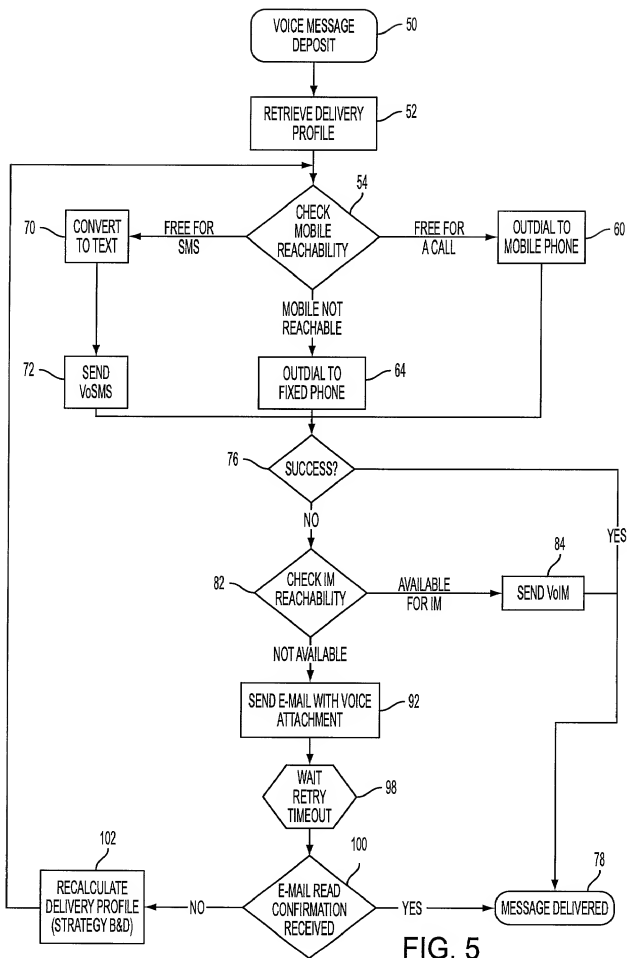 VOICE MESSAGE
DEPOSIT
50
RETRIEVE DELIVERY
PROFILE
52
54
CHECK
MOBILE
REACHABILITY
70
CONVERT
TO TEXT
FREE FOR
SMS
FREE FOR
A CALL
OUTDIAL TO
MOBILE PHONE
60
MOBILE NOT
REACHABLE
72
SEND
VoSMS
OUTDIAL TO
FIXED PHONE
64
76
SUCCESS?
NO
YES
82
CHECK IM
REACHABILITY
AVAILABLE
FOR IM
84
SEND VoIM
NOT AVAILABLE
SEND E-MAIL WITH VOICE
ATTACHMENT
92
WAIT
RETRY
TIMEOUT
98
102
RECALCULATE
DELIVERY PROFILE
(STRATEGY B&D)
NO
100
E-MAIL READ
CONFIRMATION
RECEIVED
YES
78
MESSAGE DELIVERED
FIG. 5